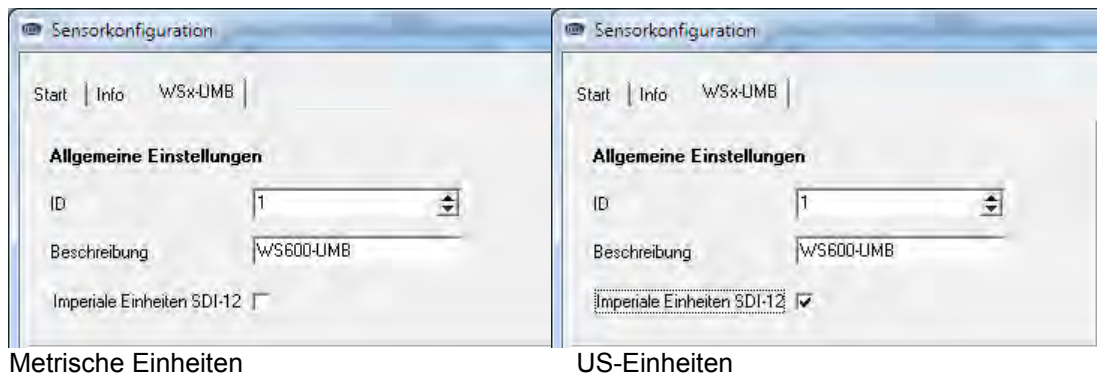 Sensorkonfiguration
Start | Info WSx-UMB
Allgemeine Einstellungen
ID 1
Beschreibung WS600-UMB
Imperiale Einheiten SDI-12
Metrische Einheiten
Sensorkonfiguration
Start | Info WSx-UMB
Allgemeine Einstellungen
ID 1
Beschreibung WS600-UMB
Imperiale Einheiten SDI-12
US-Einheiten